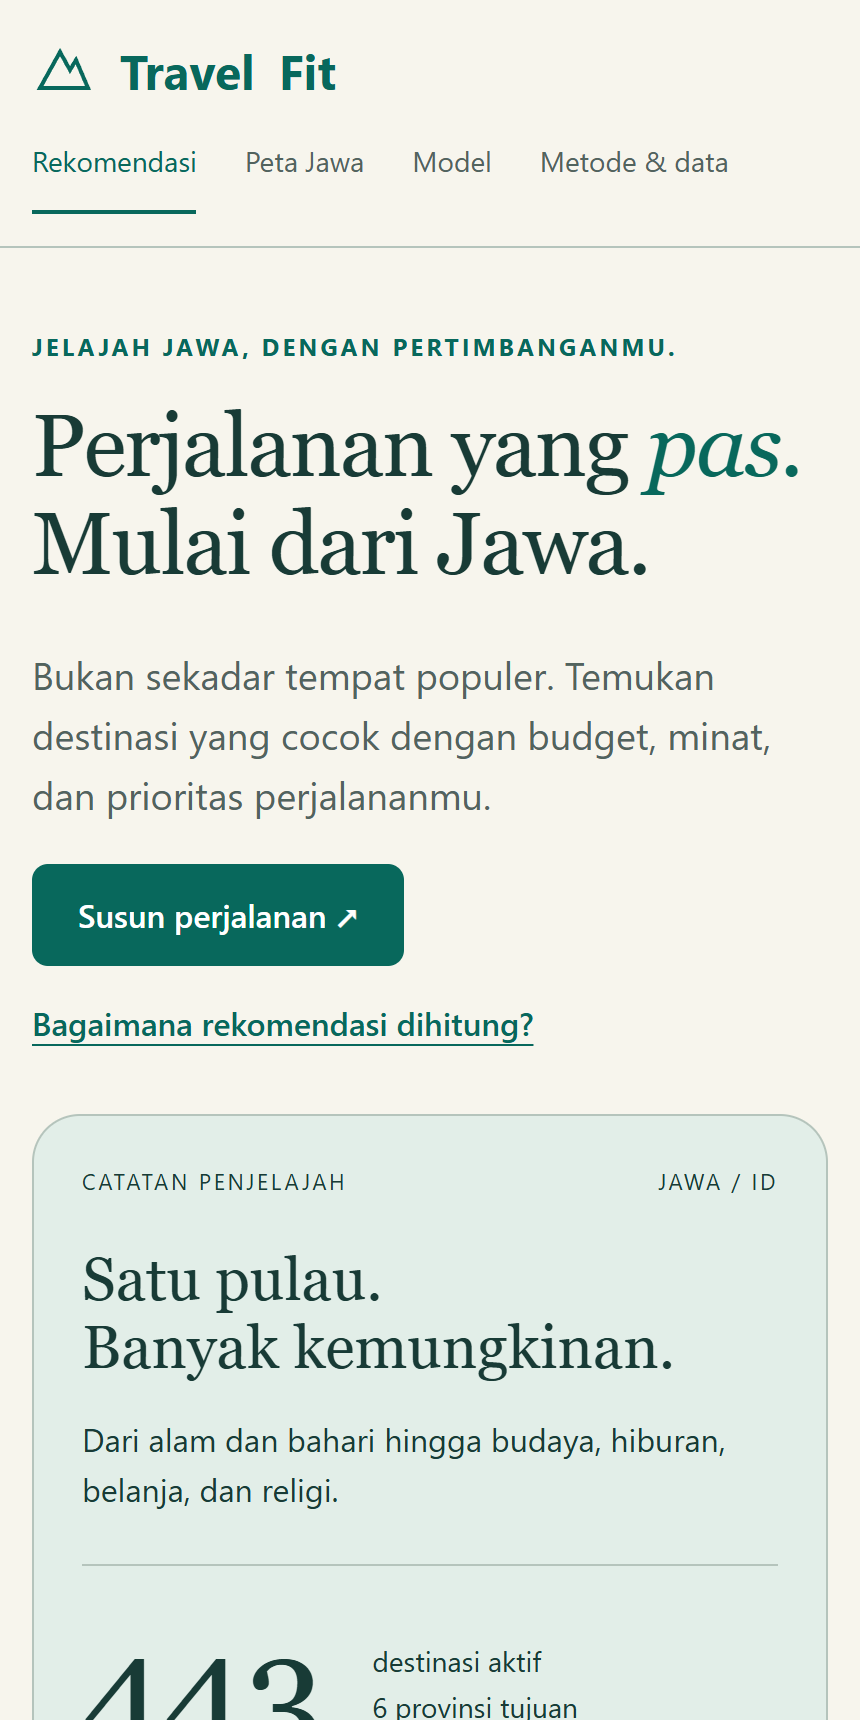 Travel Fit
Rekomendasi Peta Jawa Model Metode & data
JELAJAH JAWA, DENGAN PERTIMBANGANMU.
Perjalanan yang pas.
Mulai dari Jawa.
Bukan sekadar tempat populer. Temukan
destinasi yang cocok dengan budget, minat,
dan prioritas perjalananmu.
Susun perjalanan ↗
Bagaimana rekomendasi dihitung?
CATATAN PENJELAJAH JAWA / ID
Satu pulau.
Banyak kemungkinan.
Dari alam dan bahari hingga budaya, hiburan,
belanja, dan religi.
443
destinasi aktif
6 provinsi tujuan